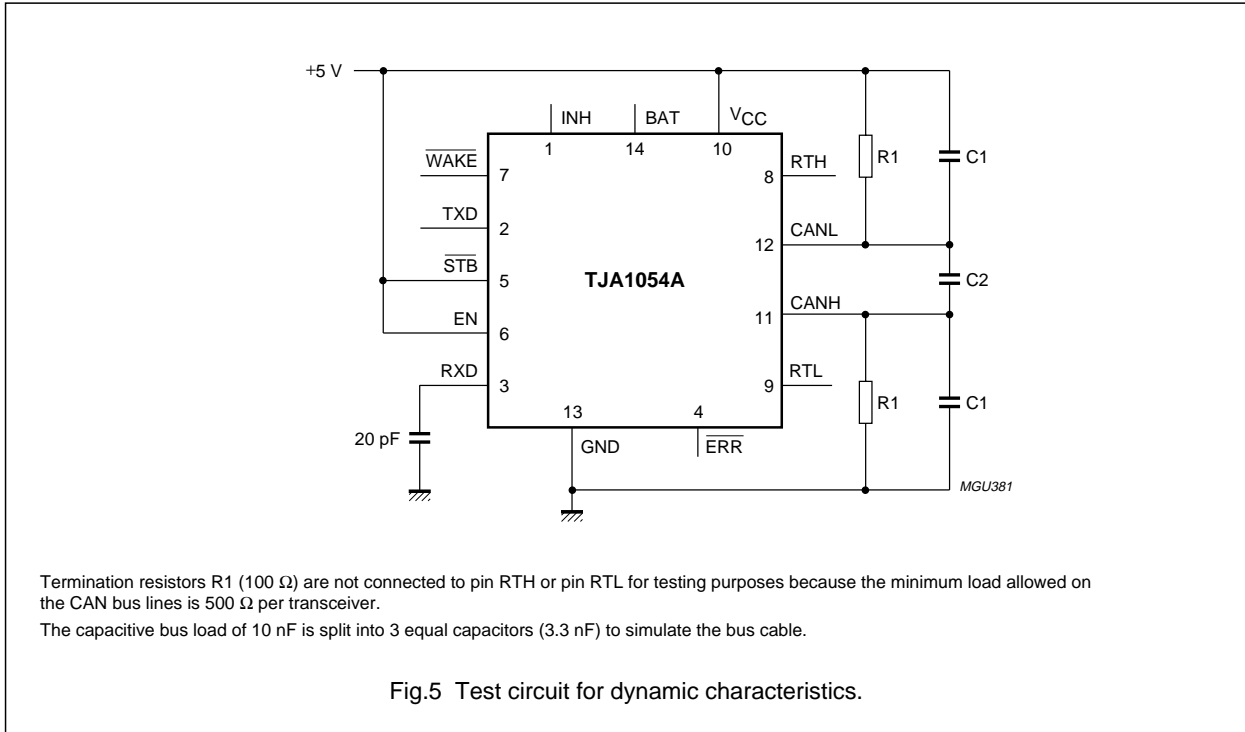 +5 V
INH
BAT
VCC
1
14
10
WAKE
7
RTH
8
R1
C1
TXD
2
CANL
12
STB
5
TJA1054A
C2
EN
6
CANH
11
RXD
3
RTL
9
R1
C1
13
4
20 pF
GND
ERR
MGU381
Termination resistors R1 (100 Ω) are not connected to pin RTH or pin RTL for testing purposes because the minimum load allowed on
the CAN bus lines is 500 Ω per transceiver.
The capacitive bus load of 10 nF is split into 3 equal capacitors (3.3 nF) to simulate the bus cable.
Fig.5 Test circuit for dynamic characteristics.